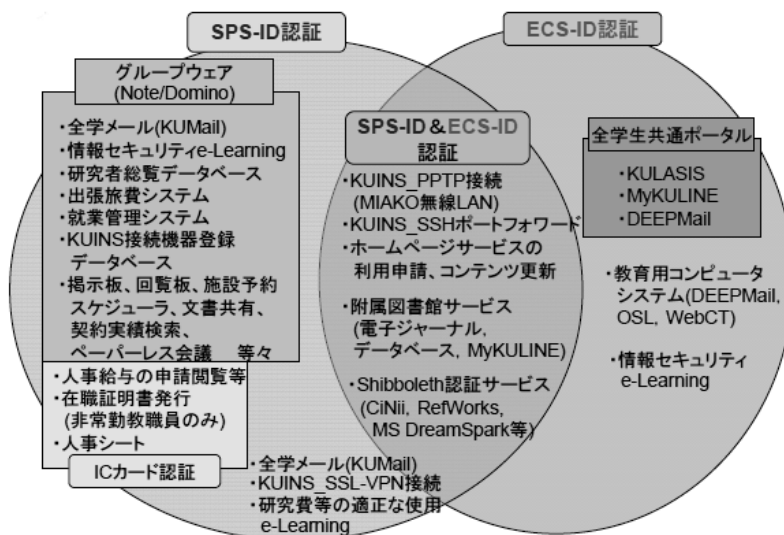 SPS-ID認証
ECS-ID認証
グループウェア
(Note/Domino)
・全学メール(KUMail)
・情報セキュリティe-Learning
・研究者総覧データベース
・出張旅費システム
・就業管理システム
・KUINS接続機器登録
データベース
・掲示板、回覧板、施設予約
スケジューラ、文書共有、
契約実績検索、
ペーパーレス会議 等々
・人事給与の申請閲覧等
・在職証明書発行
(非常勤教職員のみ)
・人事シート
ICカード認証
・全学メール(KUMail)
・KUINS_SSL-VPN接続
・研究費等の適正な使用
e-Learning
SPS-ID&ECS-ID
認証
・KUINS_PPTP接続
(MIAKO無線LAN)
・KUINS_SSHポートフォワード
・ホームページサービスの
利用申請、コンテンツ更新
・附属図書館サービス
(電子ジャーナル,
データベース, MyKULINE)
・Shibboleth認証サービス
(CiNii, RefWorks,
MS DreamSpark等)
全学生共通ポータル
・KULASIS
・MyKULINE
・DEEPMail
・教育用コンピュータ
システム(DEEPMail,
OSL, WebCT)
・情報セキュリティ
e-Learning